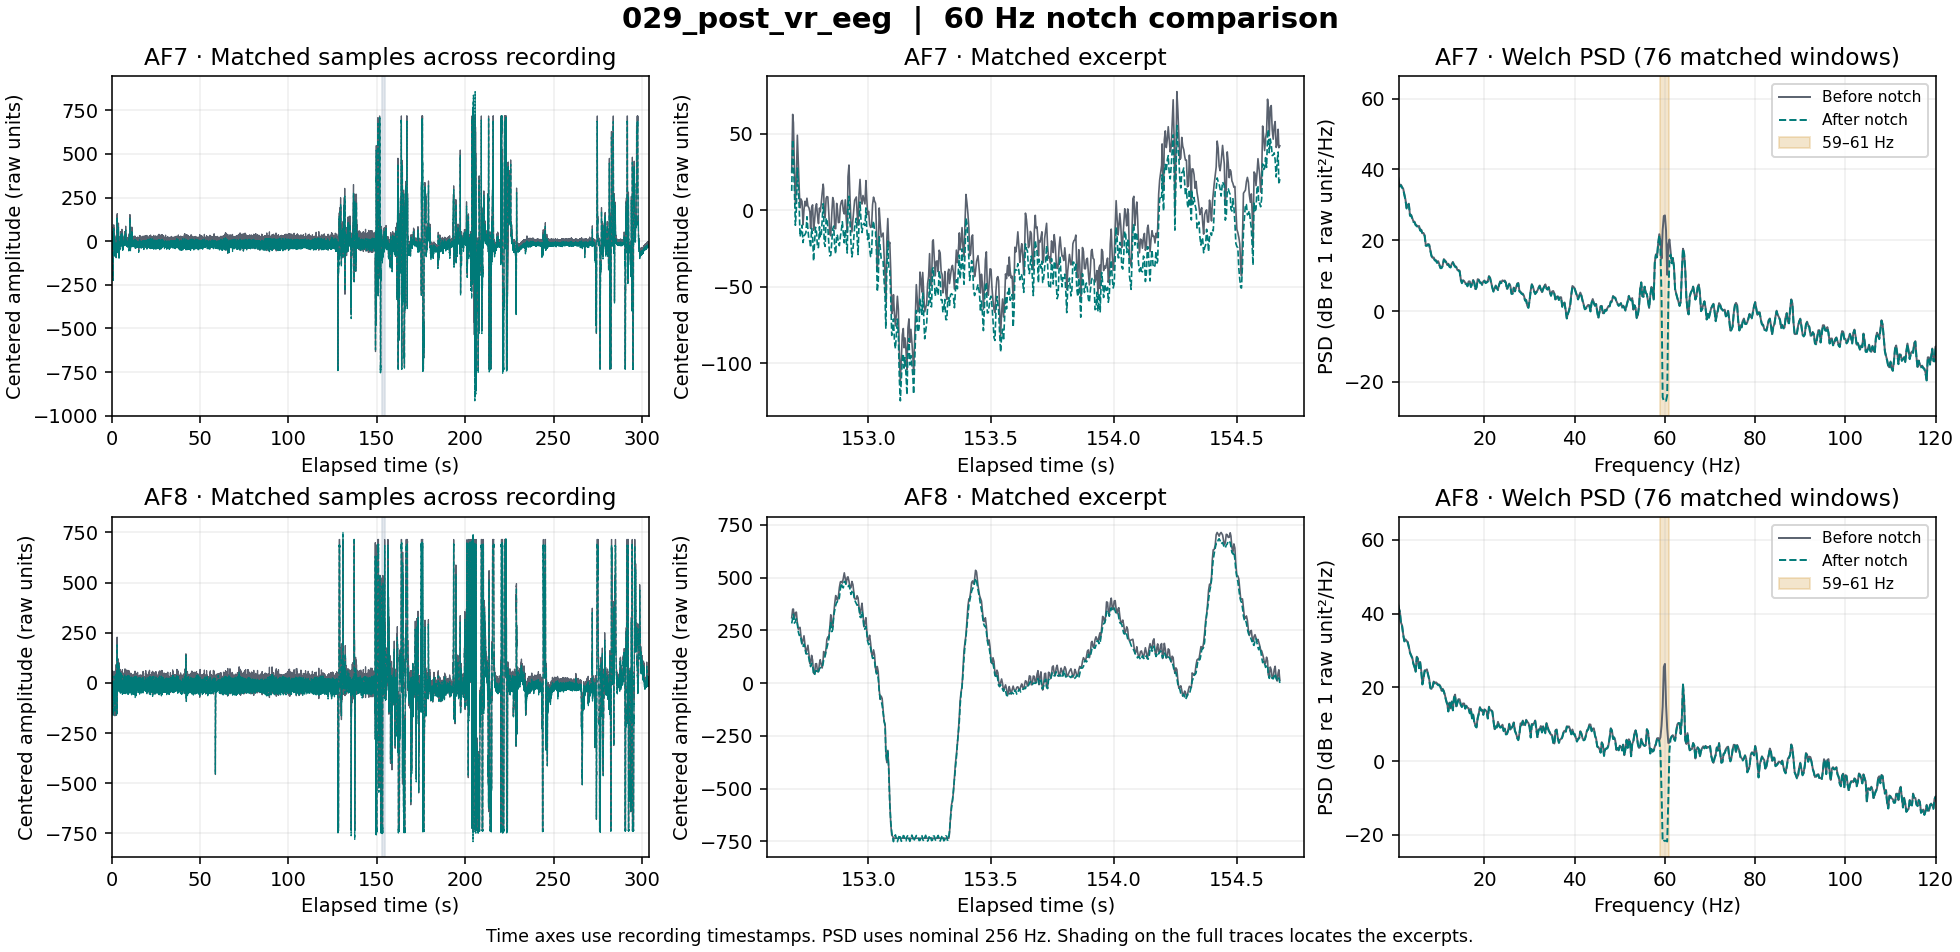 029_post_vr_eeg | 60 Hz notch comparison
AF7 · Matched samples across recording
Centered amplitude (raw units)
750
500
250
0
−250
−500
−750
−1000
0 50 100 150 200 250 300
Elapsed time (s)
AF7 · Matched excerpt
Centered amplitude (raw units)
50
0
−50
−100
153.0 153.5 154.0 154.5
Elapsed time (s)
AF7 · Welch PSD (76 matched windows)
PSD (dB re 1 raw unit²/Hz)
60
40
20
0
−20
Before notch
After notch
59–61 Hz
20 40 60 80 100 120
Frequency (Hz)
AF8 · Matched samples across recording
Centered amplitude (raw units)
750
500
250
0
−250
−500
−750
0 50 100 150 200 250 300
Elapsed time (s)
AF8 · Matched excerpt
Centered amplitude (raw units)
750
500
250
0
−250
−500
−750
153.0 153.5 154.0 154.5
Elapsed time (s)
AF8 · Welch PSD (76 matched windows)
PSD (dB re 1 raw unit²/Hz)
60
40
20
0
−20
Before notch
After notch
59–61 Hz
20 40 60 80 100 120
Frequency (Hz)
Time axes use recording timestamps. PSD uses nominal 256 Hz. Shading on the full traces locates the excerpts.